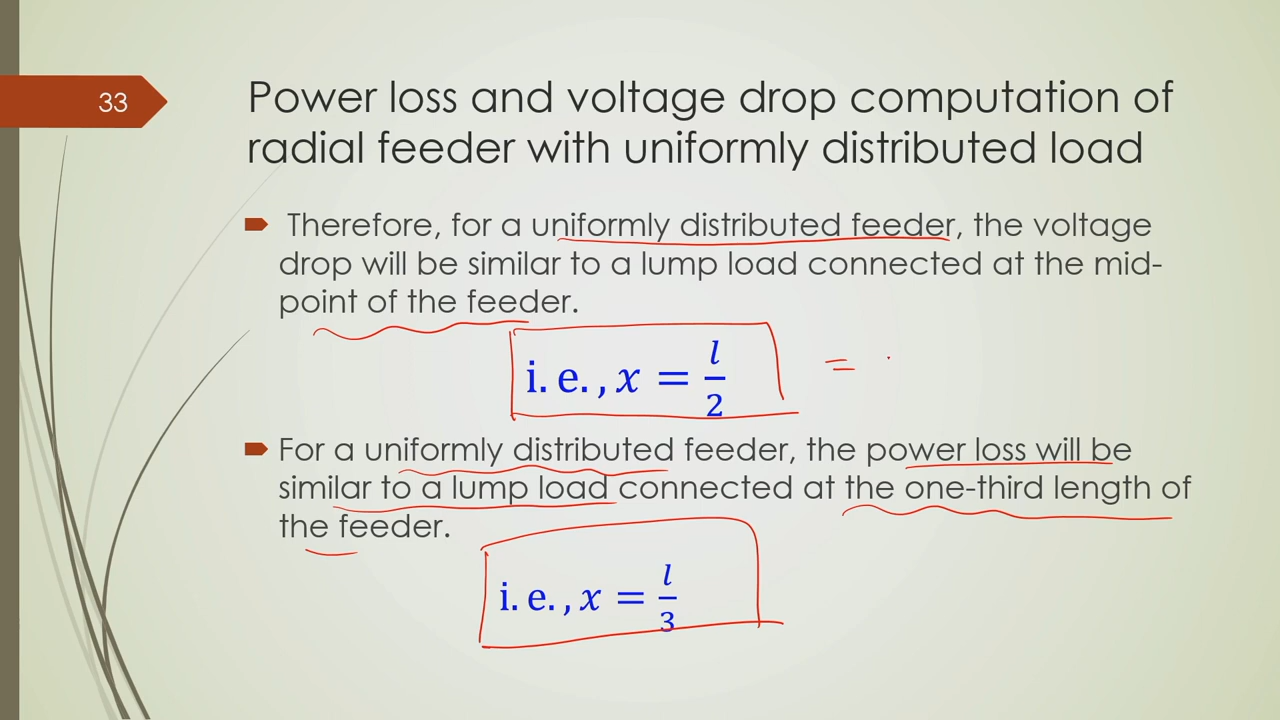 33
Power loss and voltage drop computation of
radial feeder with uniformly distributed load
Therefore, for a uniformly distributed feeder, the voltage
drop will be similar to a lump load connected at the mid-
point of the feeder.
i.e., x = l/2 =
For a uniformly distributed feeder, the power loss will be
similar to a lump load connected at the one-third length of
the feeder.
i.e., x = l/3